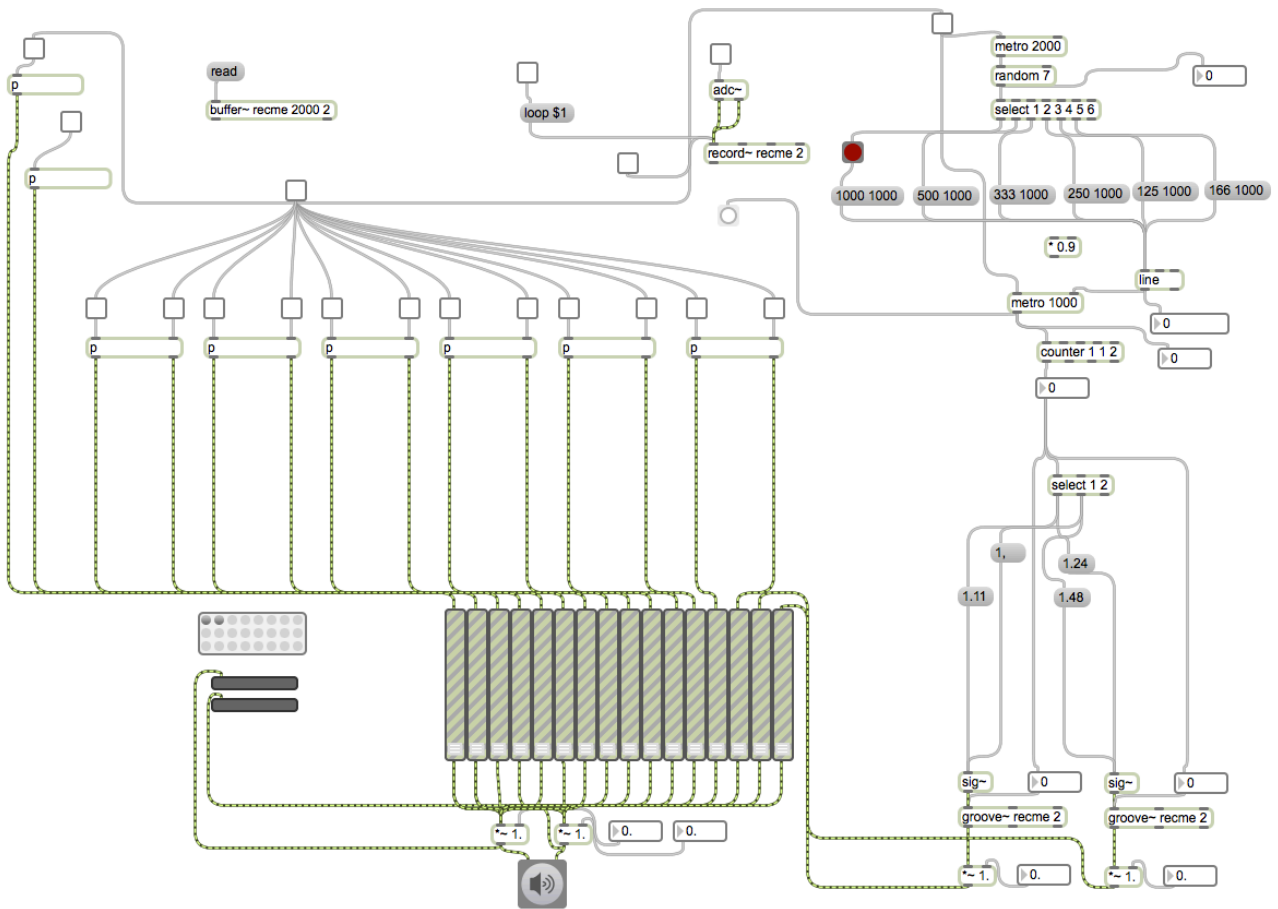 metro 2000
read
random 7
0
p
adc~
buffer~ recme 2000 2
loop $1
select 1 2 3 4 5 6
record~ recme 2
p
1000 1000
500 1000
333 1000
250 1000
125 1000
166 1000
* 0.9
line
metro 1000
0
p
p
p
p
p
p
counter 1 1 2
0
0
select 1 2
1,
1.24
1.11
1.48
sig~
0
sig~
0
groove~ recme 2
groove~ recme 2
*~ 1.
*~ 1.
0.
0.
*~ 1.
0.
*~ 1.
0.